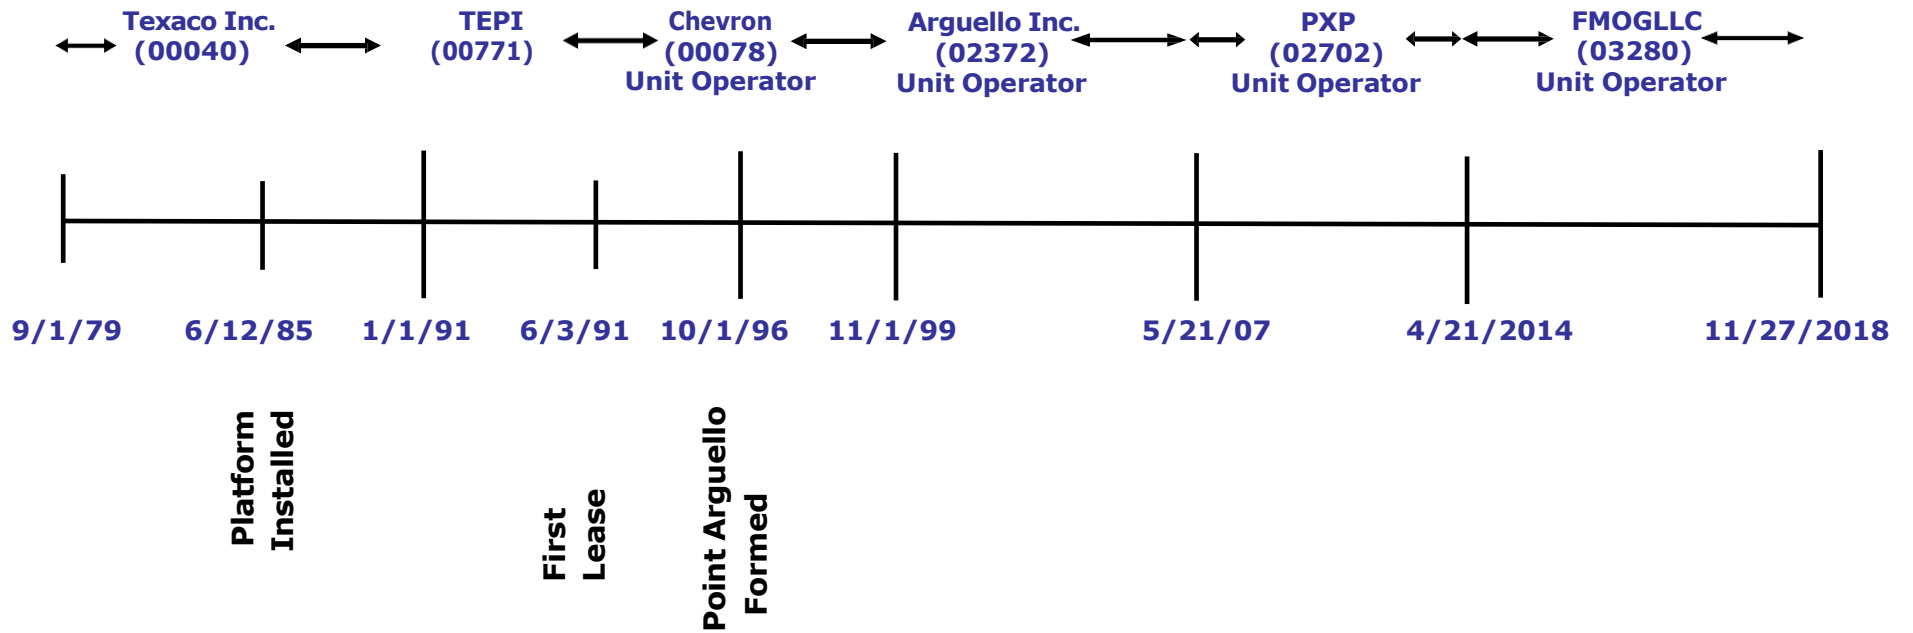 Texaco Inc.
(00040)
TEPI
(00771)
Chevron
(00078)
Unit Operator
Arguello Inc.
(02372)
Unit Operator
PXP
(02702)
Unit Operator
FMOGLLC
(03280)
Unit Operator
9/1/79
6/12/85
1/1/91
6/3/91
10/1/96
11/1/99
5/21/07
4/21/2014
11/27/2018
Platform
Installed
First
Lease
Point Arguello
Formed